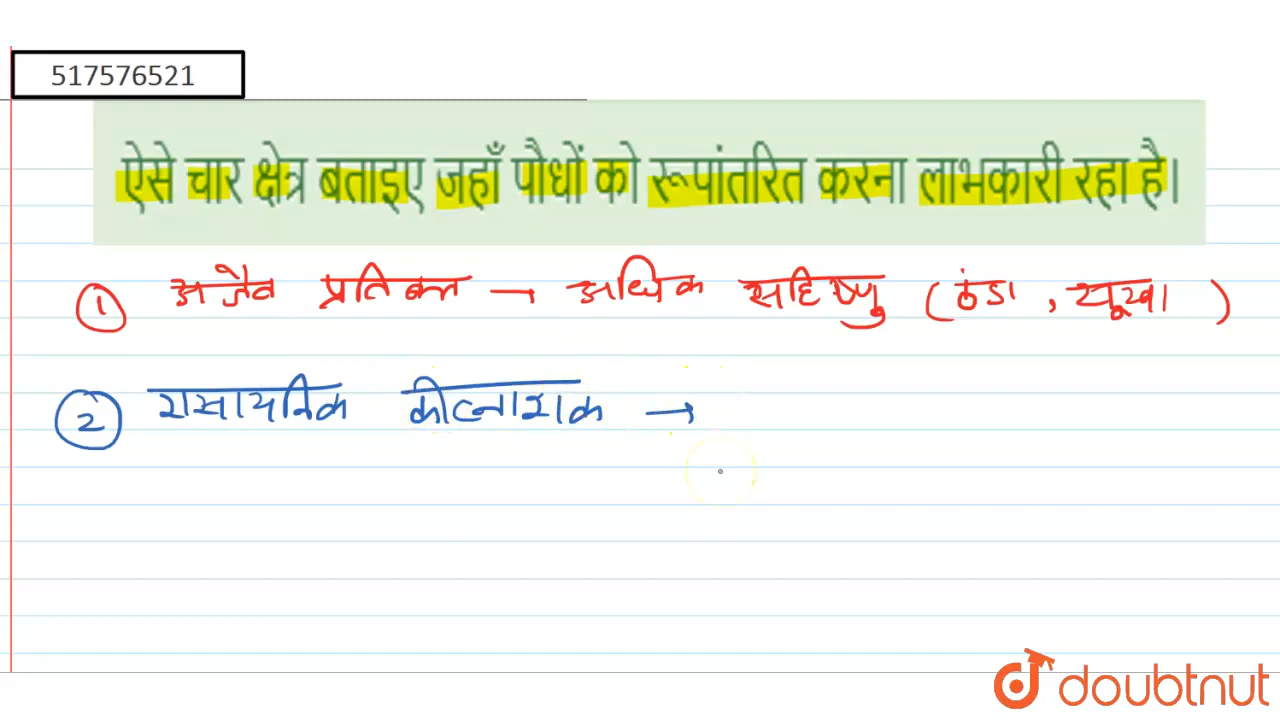 517576521
ऐसे चार क्षेत्र बताइए जहाँ पौधों को रूपांतरित करना लाभकारी रहा है।
① अजैव प्रतिबल → अधिक सहिष्णु ( ठंडा , सूखा )
② रासायनिक कीटनाशक →
doubtnut